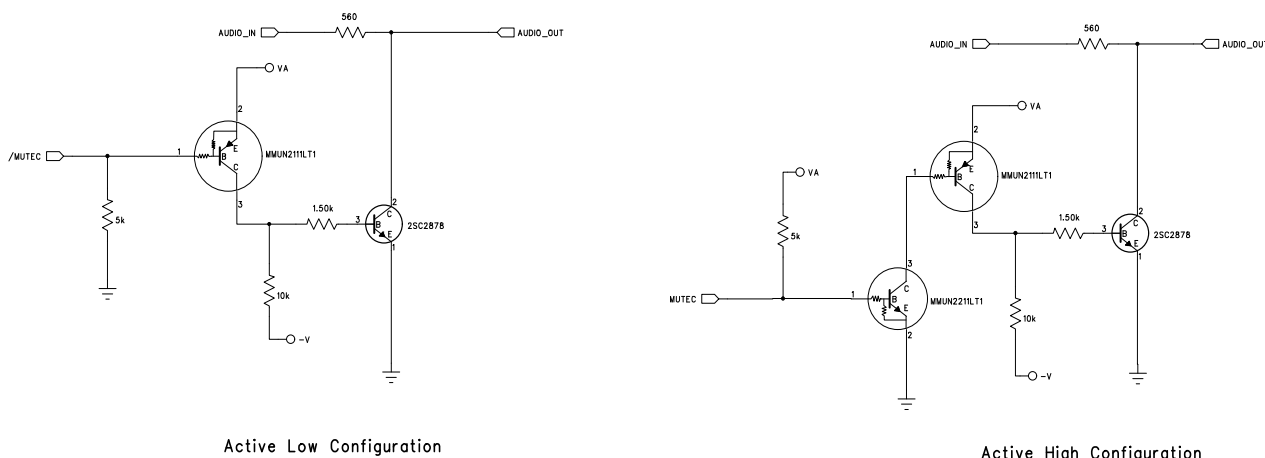 560
AUDIO_IN
AUDIO_OUT
VA
2
/MUTEC
1
E
B
C
MMUN2111LT1
3
5k
1.50k
3
2
C
B
E
1
2SC2878
10k
-V
Active Low Configuration
560
AUDIO_IN
AUDIO_OUT
VA
2
1
E
B
C
MMUN2111LT1
VA
3
5k
1.50k
3
2
C
B
E
1
2SC2878
3
MUTEC
1
C
B
E
MMUN2211LT1
2
10k
-V
Active High Configuration